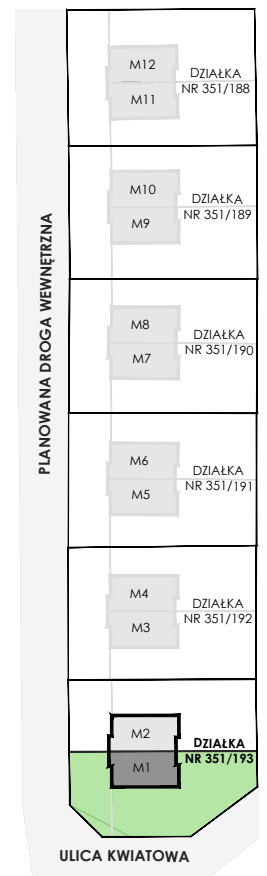 M12
M11
DZIAŁKA
NR 351/188
M10
M9
DZIAŁKA
NR 351/189
M8
M7
DZIAŁKA
NR 351/190
M6
M5
DZIAŁKA
NR 351/191
M4
M3
DZIAŁKA
NR 351/192
M2
M1
DZIAŁKA
NR 351/193
PLANOWANA DROGA WEWNĘTRZNA
ULICA KWIATOWA